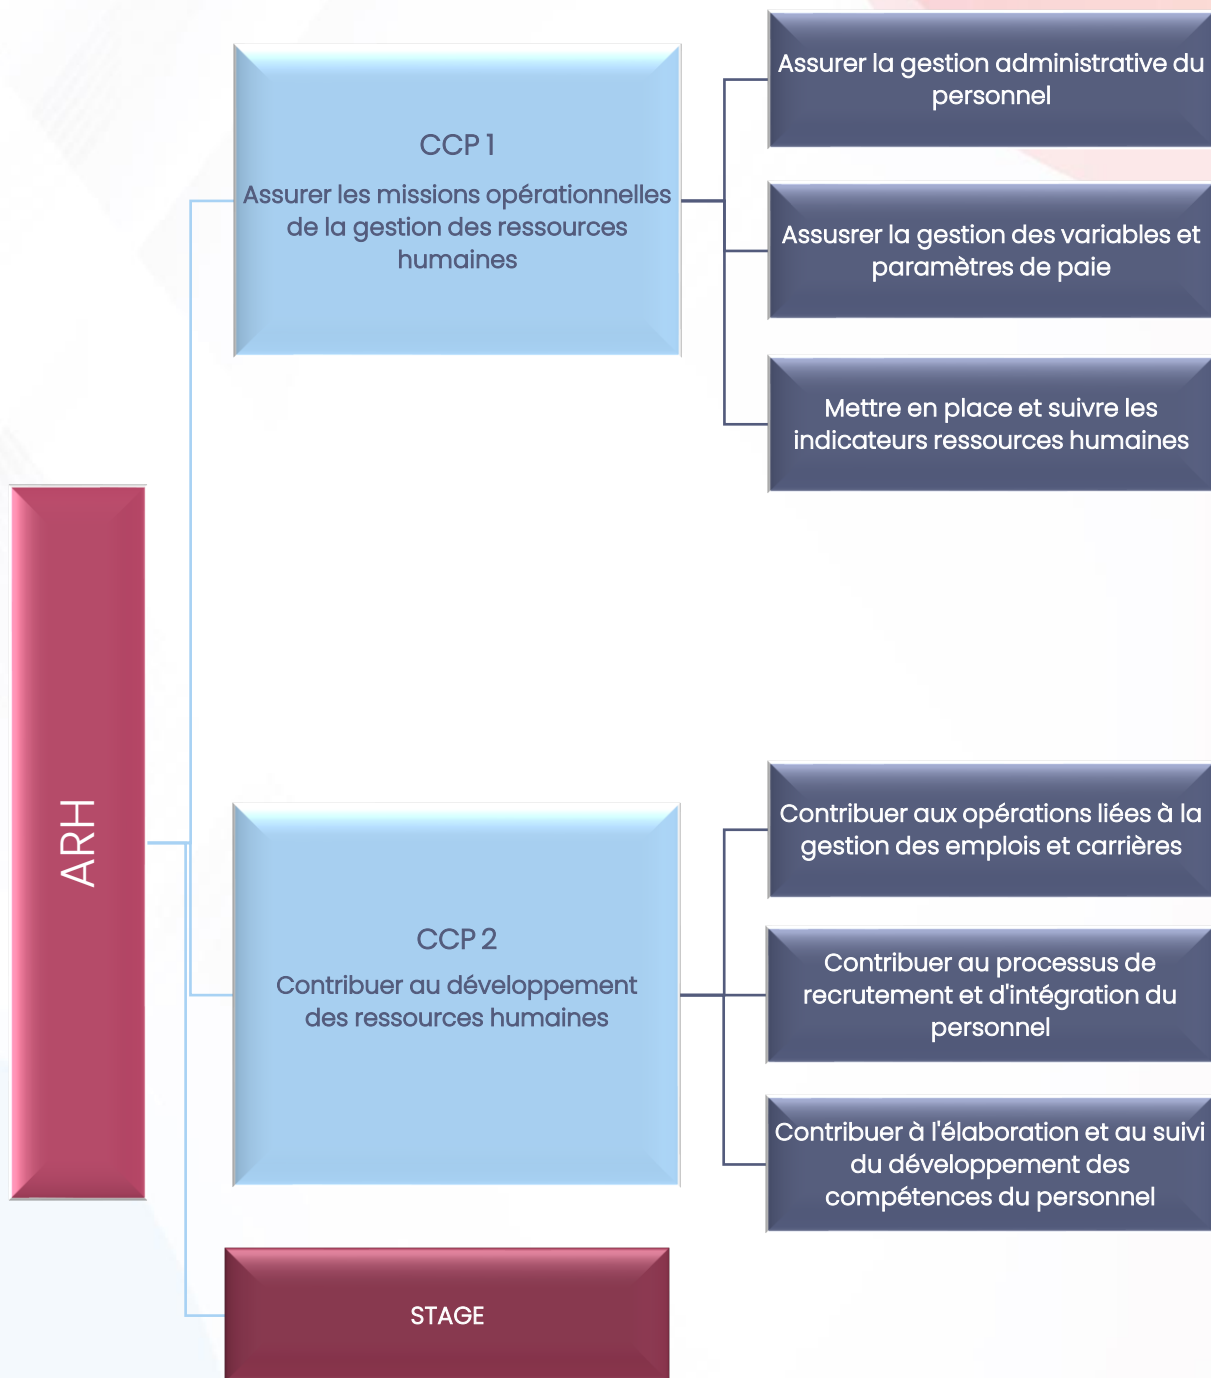 ARH
CCP 1
Assurer les missions opérationnelles
de la gestion des ressources
humaines
Assurer la gestion administrative du
personnel
Assusrer la gestion des variables et
paramètres de paie
Mettre en place et suivre les
indicateurs ressources humaines
CCP 2
Contribuer au développement
des ressources humaines
Contribuer aux opérations liées à la
gestion des emplois et carrières
Contribuer au processus de
recrutement et d'intégration du
personnel
Contribuer à l'élaboration et au suivi
du développement des
compétences du personnel
STAGE